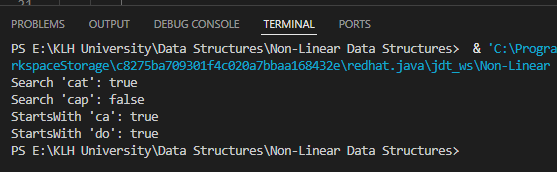 21
PROBLEMS OUTPUT DEBUG CONSOLE TERMINAL PORTS
PS E:\KLH University\Data Structures\Non-Linear Data Structures> & 'C:\Progra
rkspaceStorage\c8275ba709301f4c020a7bbaa168432e\redhat.java\jdt_ws\Non-Linear
Search 'cat': true
Search 'cap': false
StartsWith 'ca': true
StartsWith 'do': true
PS E:\KLH University\Data Structures\Non-Linear Data Structures>